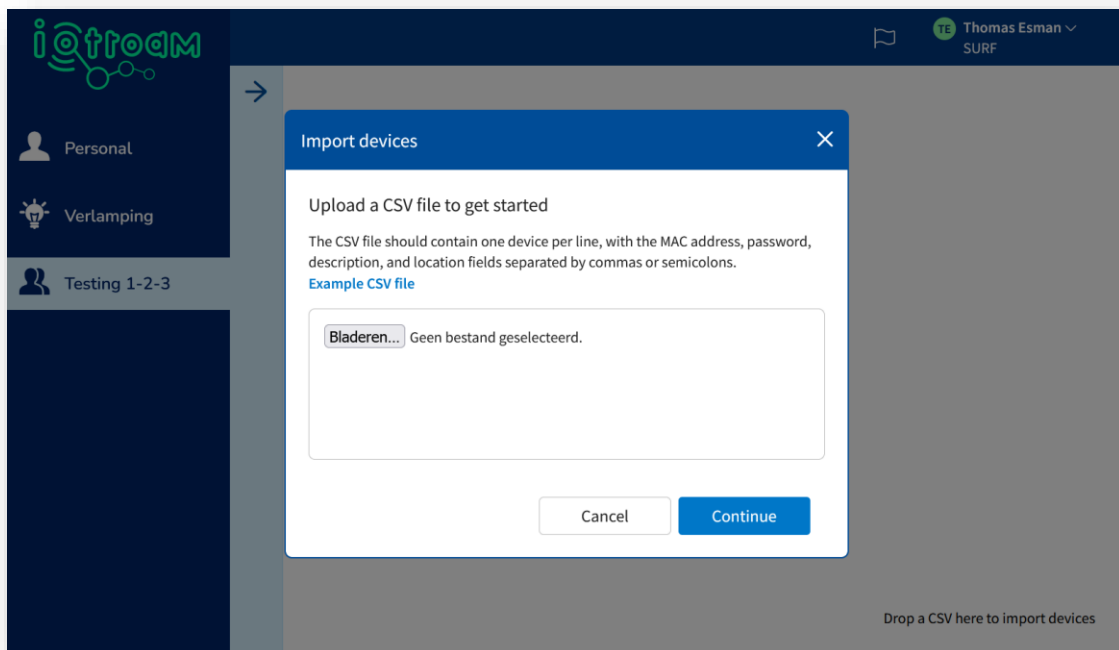 iotroam
TE
Thomas Esman
SURF
Personal
Verlamping
Testing 1-2-3
Import devices
Upload a CSV file to get started
The CSV file should contain one device per line, with the MAC address, password,
description, and location fields separated by commas or semicolons.
Example CSV file
Bladeren... Geen bestand geselecteerd.
Cancel
Continue
Drop a CSV here to import devices